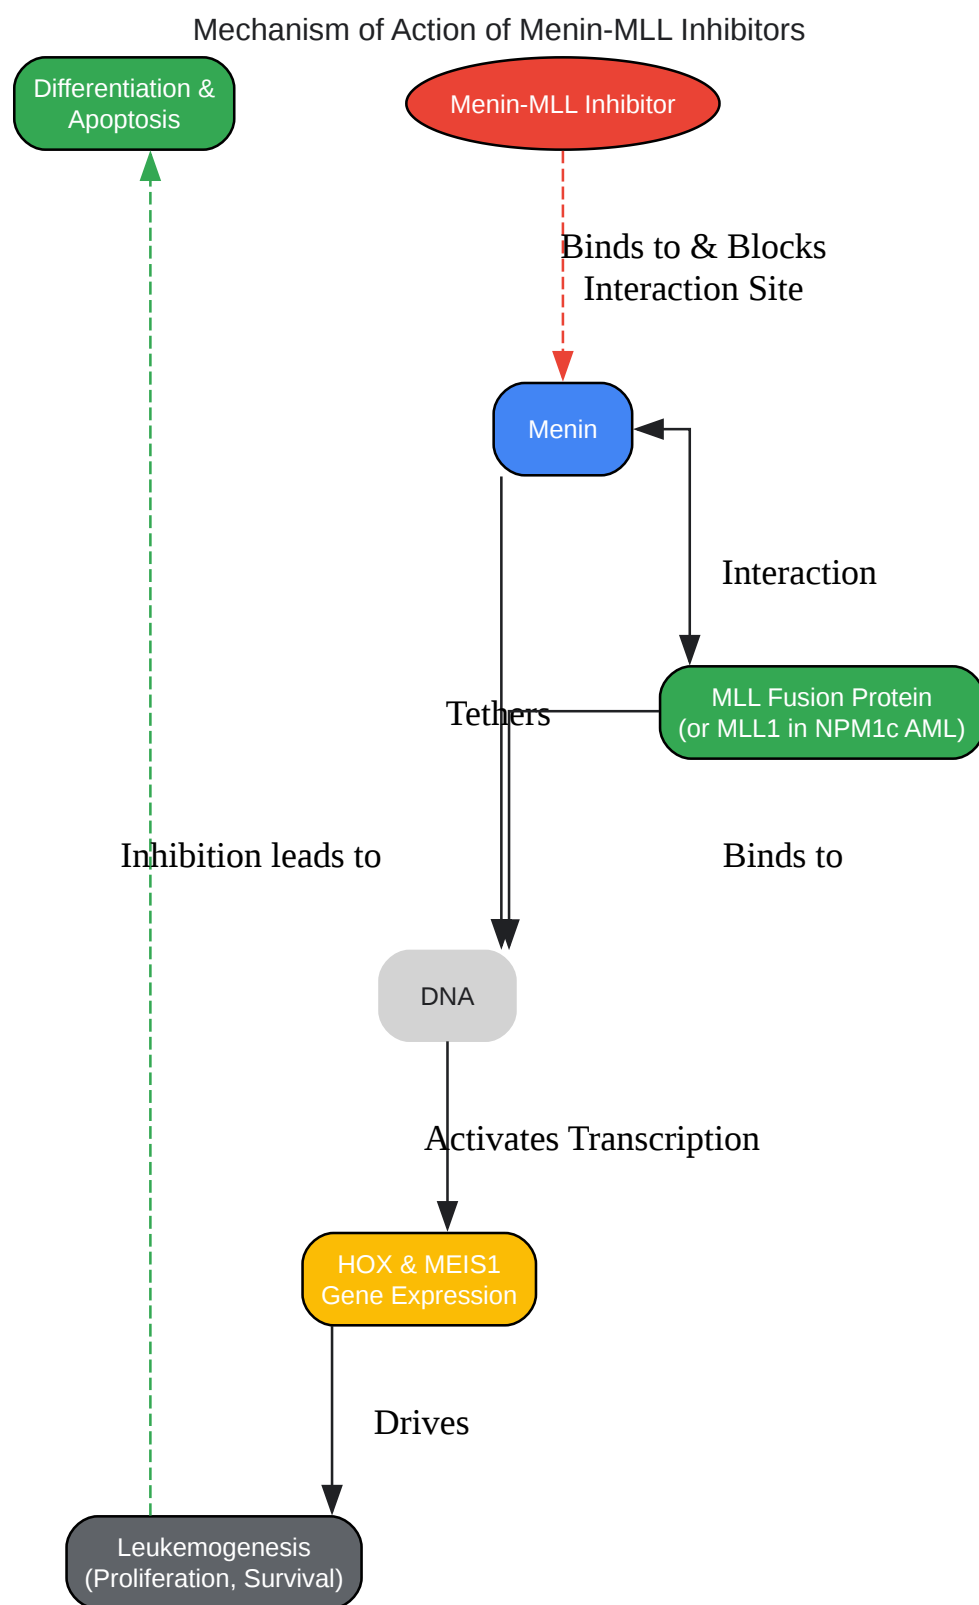 Mechanism of Action of Menin-MLL Inhibitors
Differentiation &
Apoptosis
Menin-MLL Inhibitor
Binds to & Blocks
Interaction Site
Menin
Interaction
MLL Fusion Protein
(or MLL1 in NPM1c AML)
Tethers
Inhibition leads to
Binds to
DNA
Activates Transcription
HOX & MEIS1
Gene Expression
Drives
Leukemogenesis
(Proliferation, Survival)